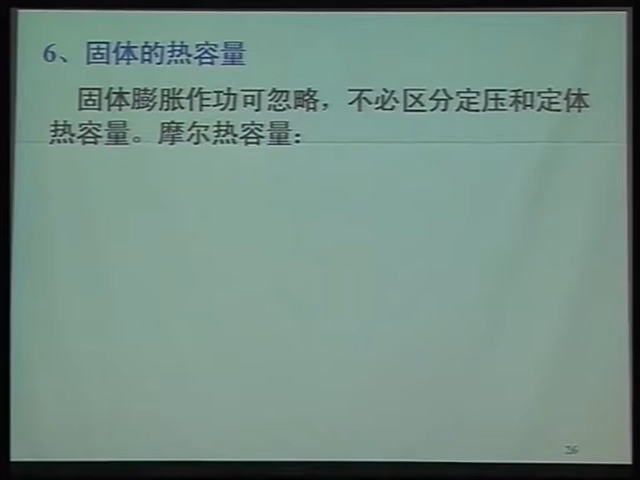 6、固体的热容量
固体膨胀作功可忽略，不必区分定压和定体
热容量。摩尔热容量：
26